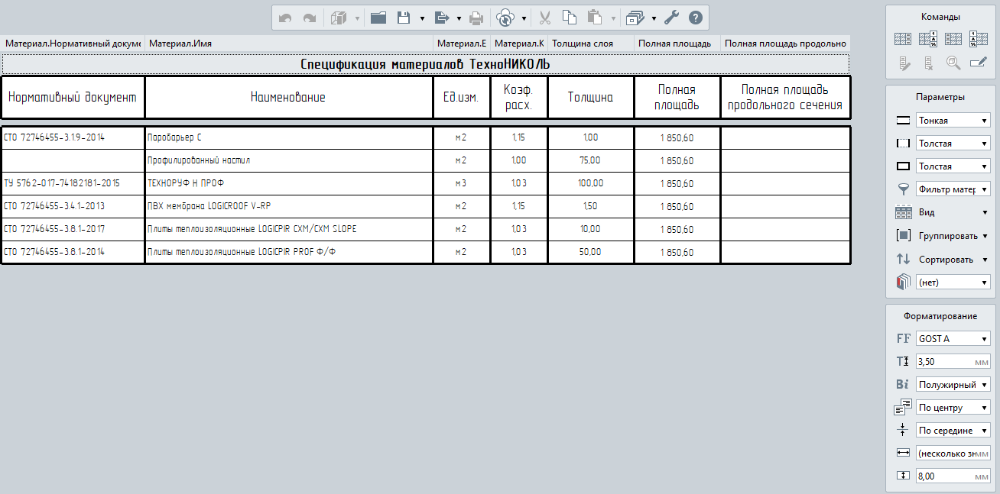 Команды
Материал.Нормативный докуме Материал.Имя Материал.Е Материал.К Толщина слоя Полная площадь Полная площадь продольно
Спецификация материалов ТехноНИКОЛЬ
Нормативный документ Наименование Ед.изм. Коэф. расх. Толщина Полная площадь Полная площадь продольного сечения
СТО 72746455-3.1.9-2014 Паробарьер С м2 1,15 1,00 1 850,60
Профилированный настил м2 1,00 75,00 1 850,60
ТУ 5762-017-74182181-2015 ТЕХНОРУФ Н ПРОФ м3 1,03 100,00 1 850,60
СТО 72746455-3.4.1-2013 ПВХ мембрана LOGICROOF V-RP м2 1,15 1,50 1 850,60
СТО 72746455-3.8.1-2017 Плиты теплоизоляционные LOGICPIR СХМ/СХМ SLOPE м2 1,03 10,00 1 850,60
СТО 72746455-3.8.1-2014 Плиты теплоизоляционные LOGICPIR PROF Ф/Ф м2 1,03 50,00 1 850,60
Параметры
Тонкая
Толстая
Толстая
Фильтр матер
Вид
Группировать
Сортировать
(нет)
Форматирование
FF GOST A
3,50 мм
Bi Полужирный
По центру
По середине
(несколько знмм
8,00 мм